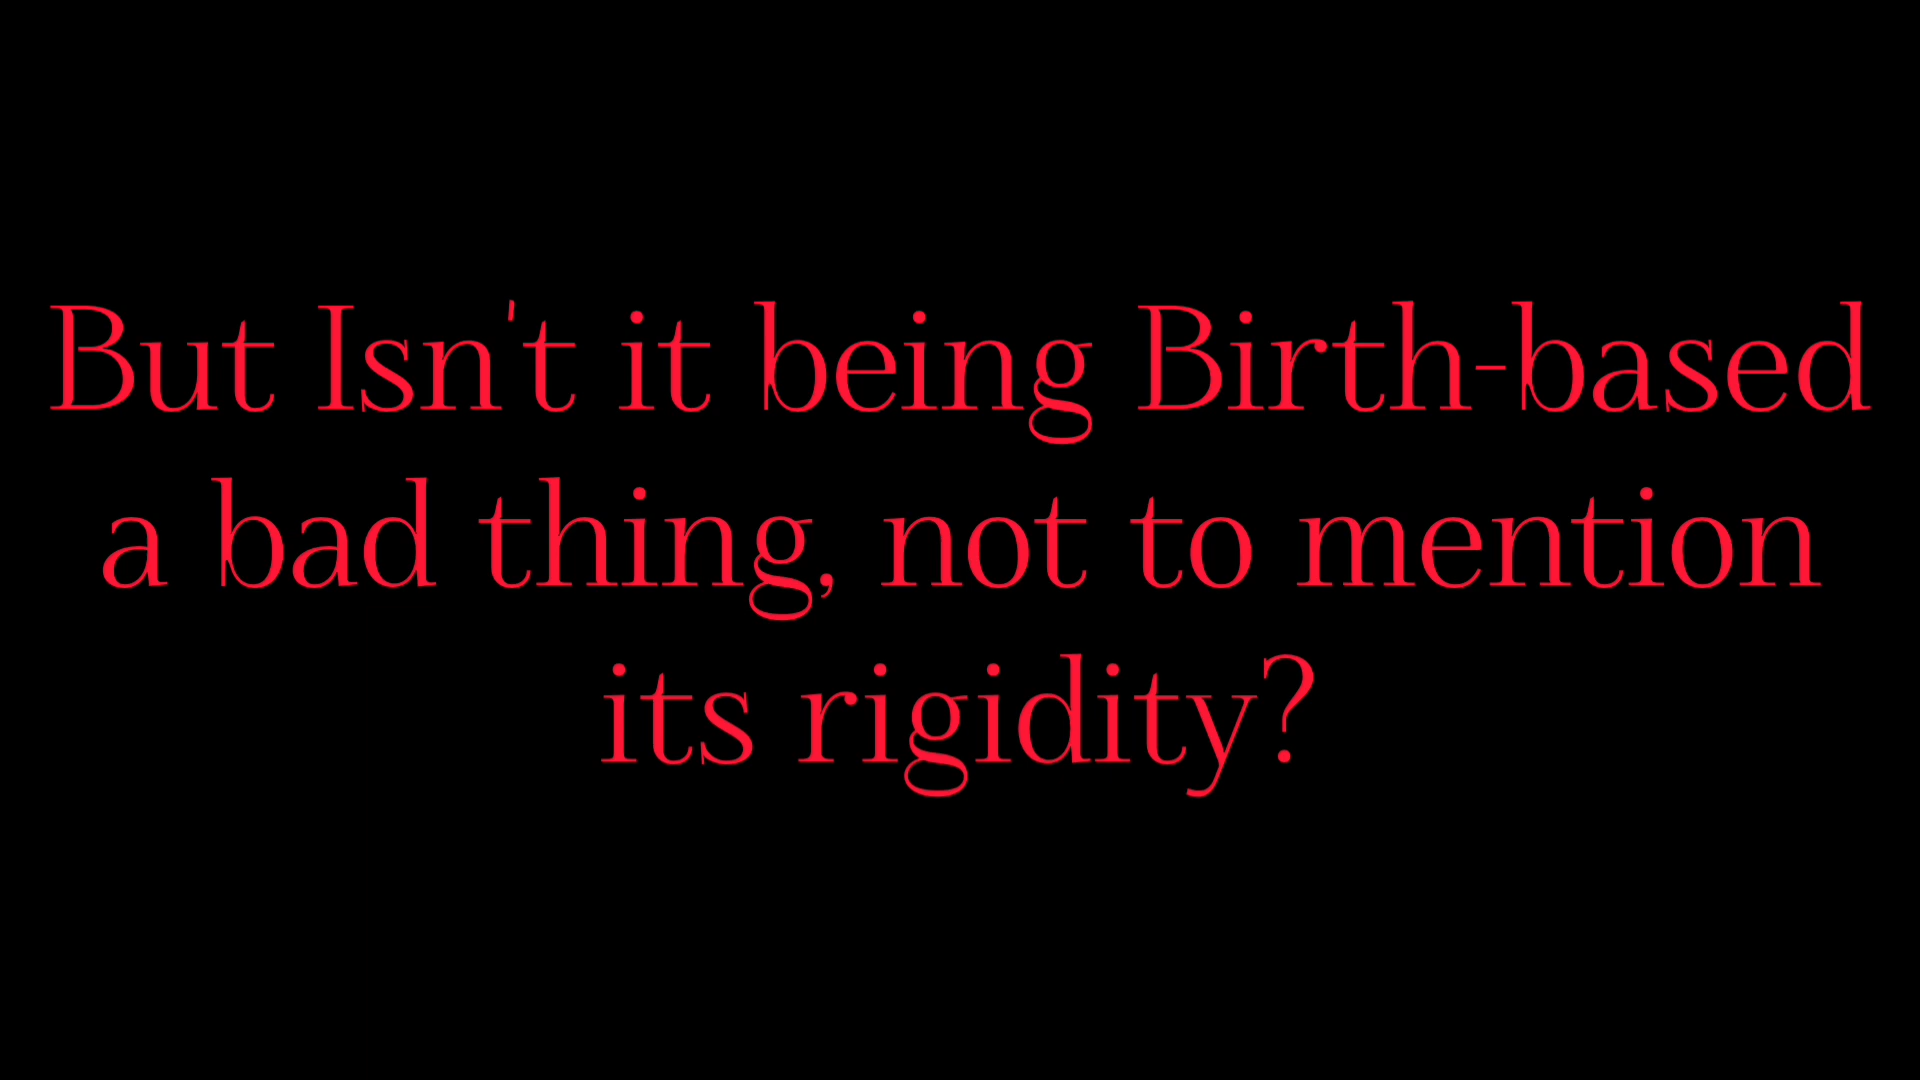 But Isn't it being Birth-based
a bad thing, not to mention
its rigidity?